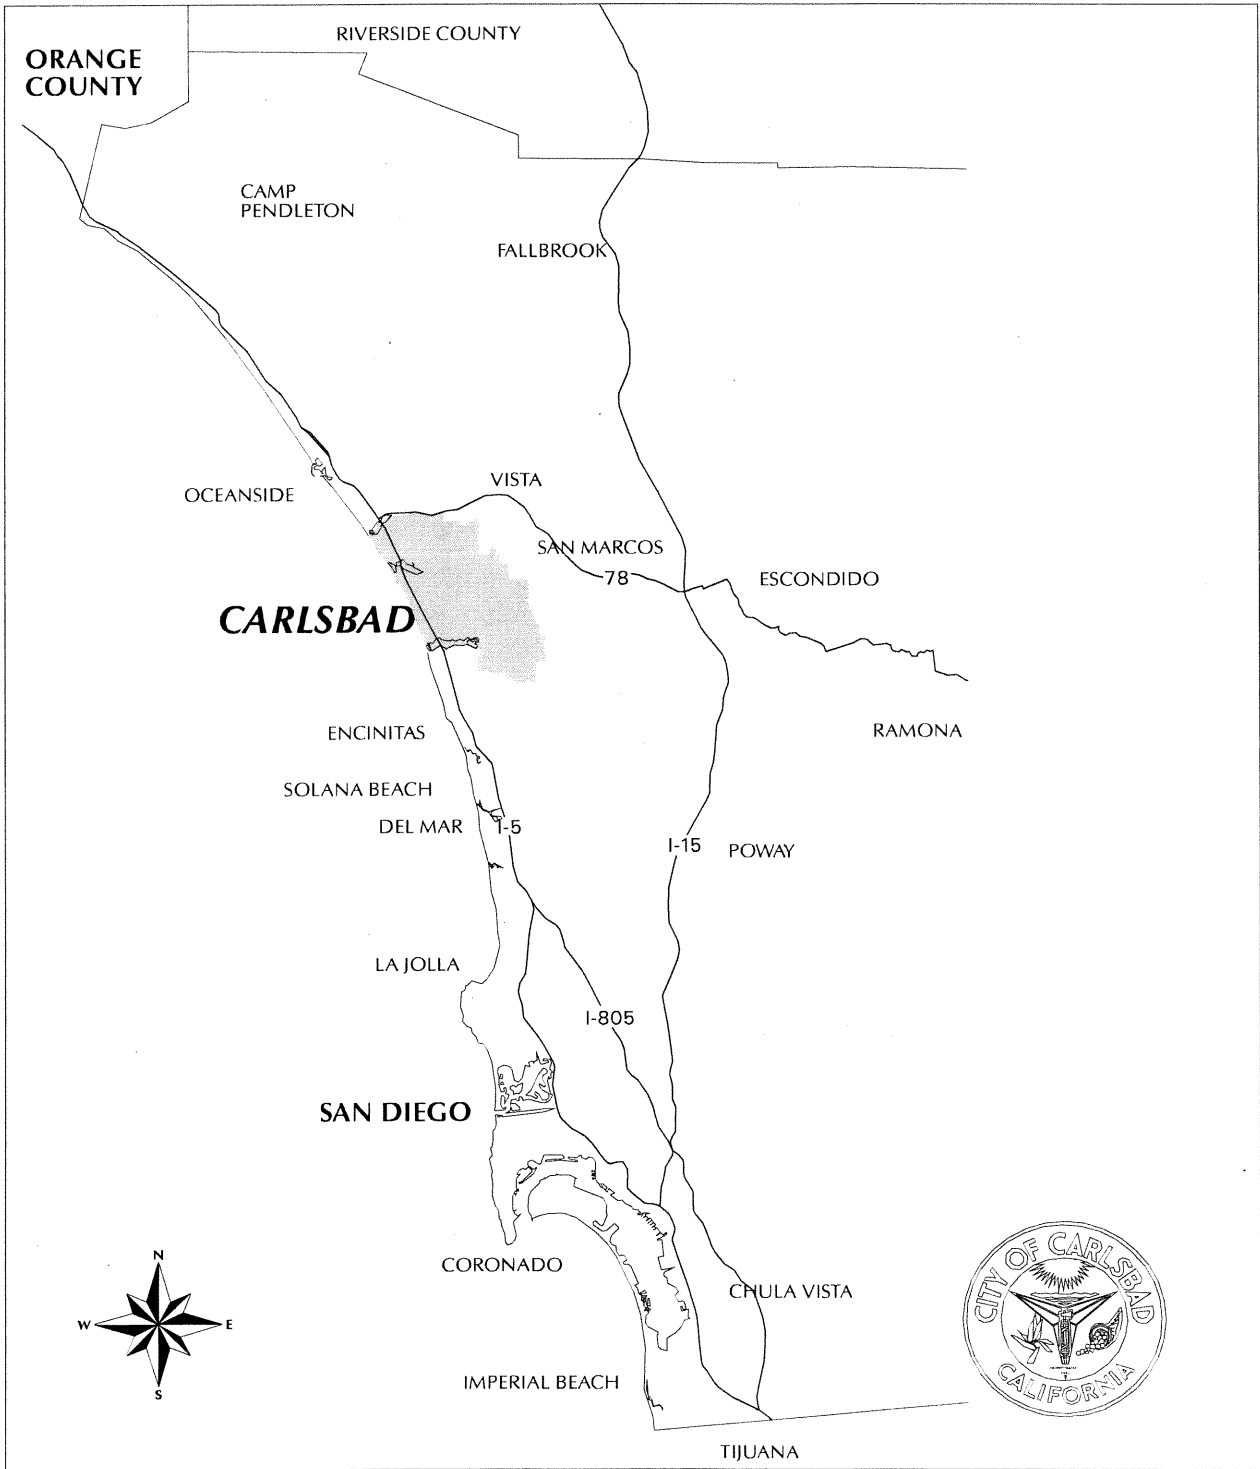 RIVERSIDE COUNTY
ORANGE
COUNTY
CAMP
PENDLETON
FALLBROOK
VISTA
OCEANSIDE
SAN MARCOS
78
ESCONDIDO
CARLSBAD
ENCINITAS
RAMONA
SOLANA BEACH
DEL MAR
I-5
I-15
POWAY
LA JOLLA
I-805
SAN DIEGO
CORONADO
CHULA VISTA
N
W
E
S
CITY OF CARLSBAD
CALIFORNIA
IMPERIAL BEACH
TIJUANA